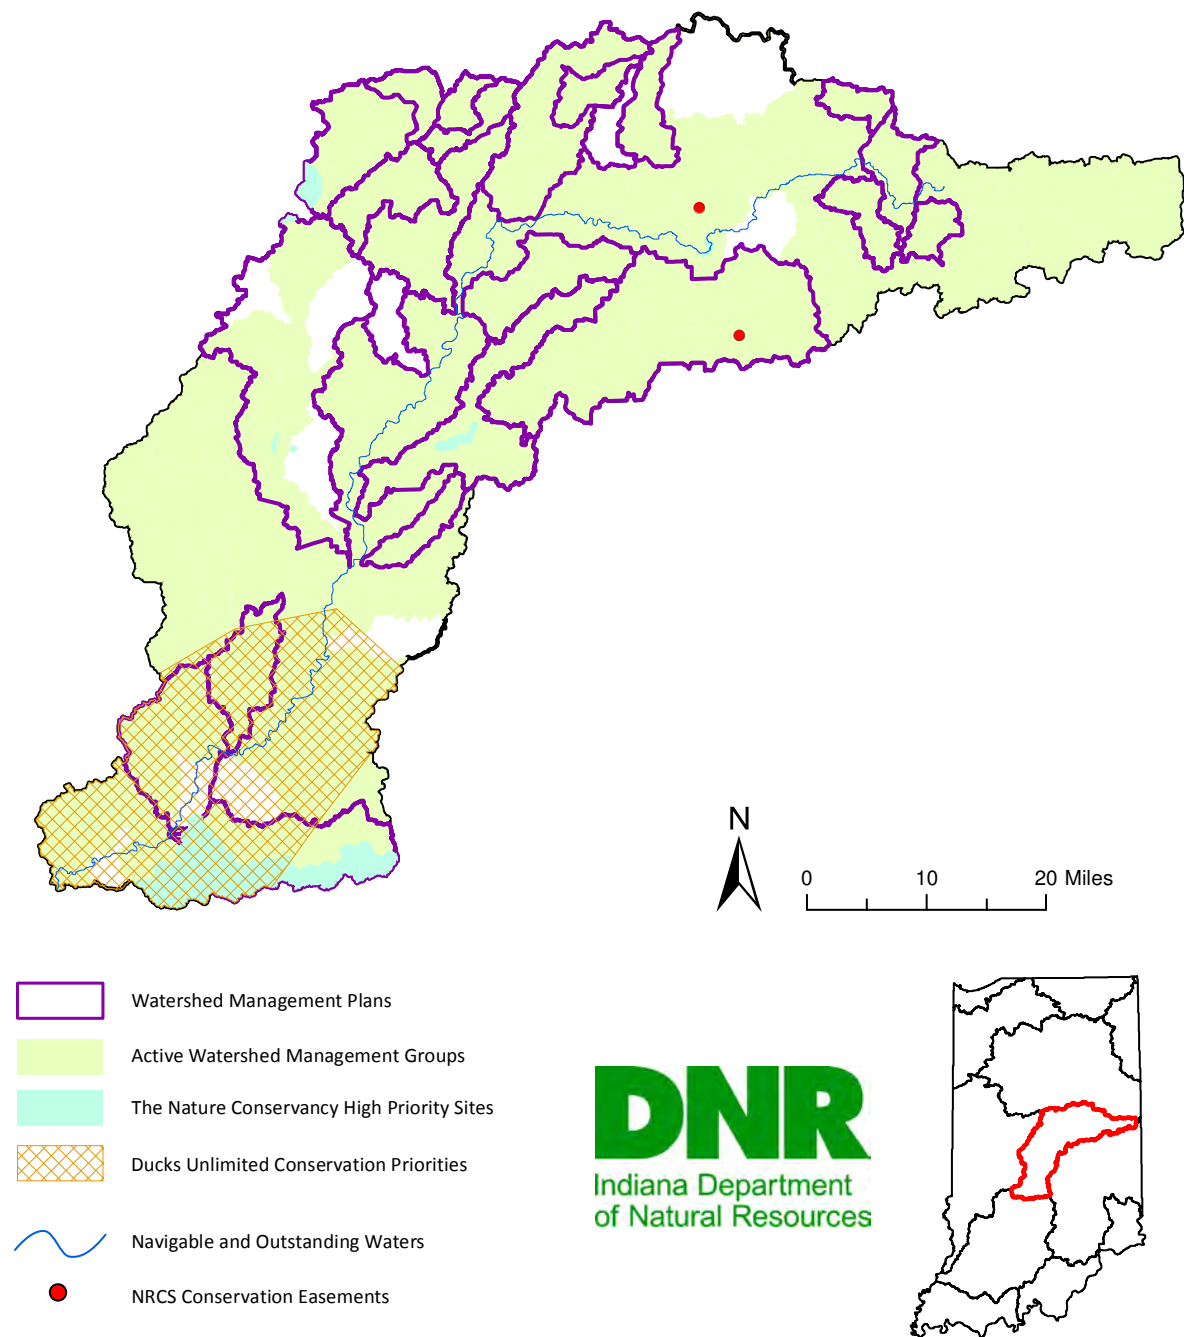 N
0 10 20 Miles
Watershed Management Plans
Active Watershed Management Groups
The Nature Conservancy High Priority Sites
Ducks Unlimited Conservation Priorities
Navigable and Outstanding Waters
NRCS Conservation Easements
DNR
Indiana Department
of Natural Resources